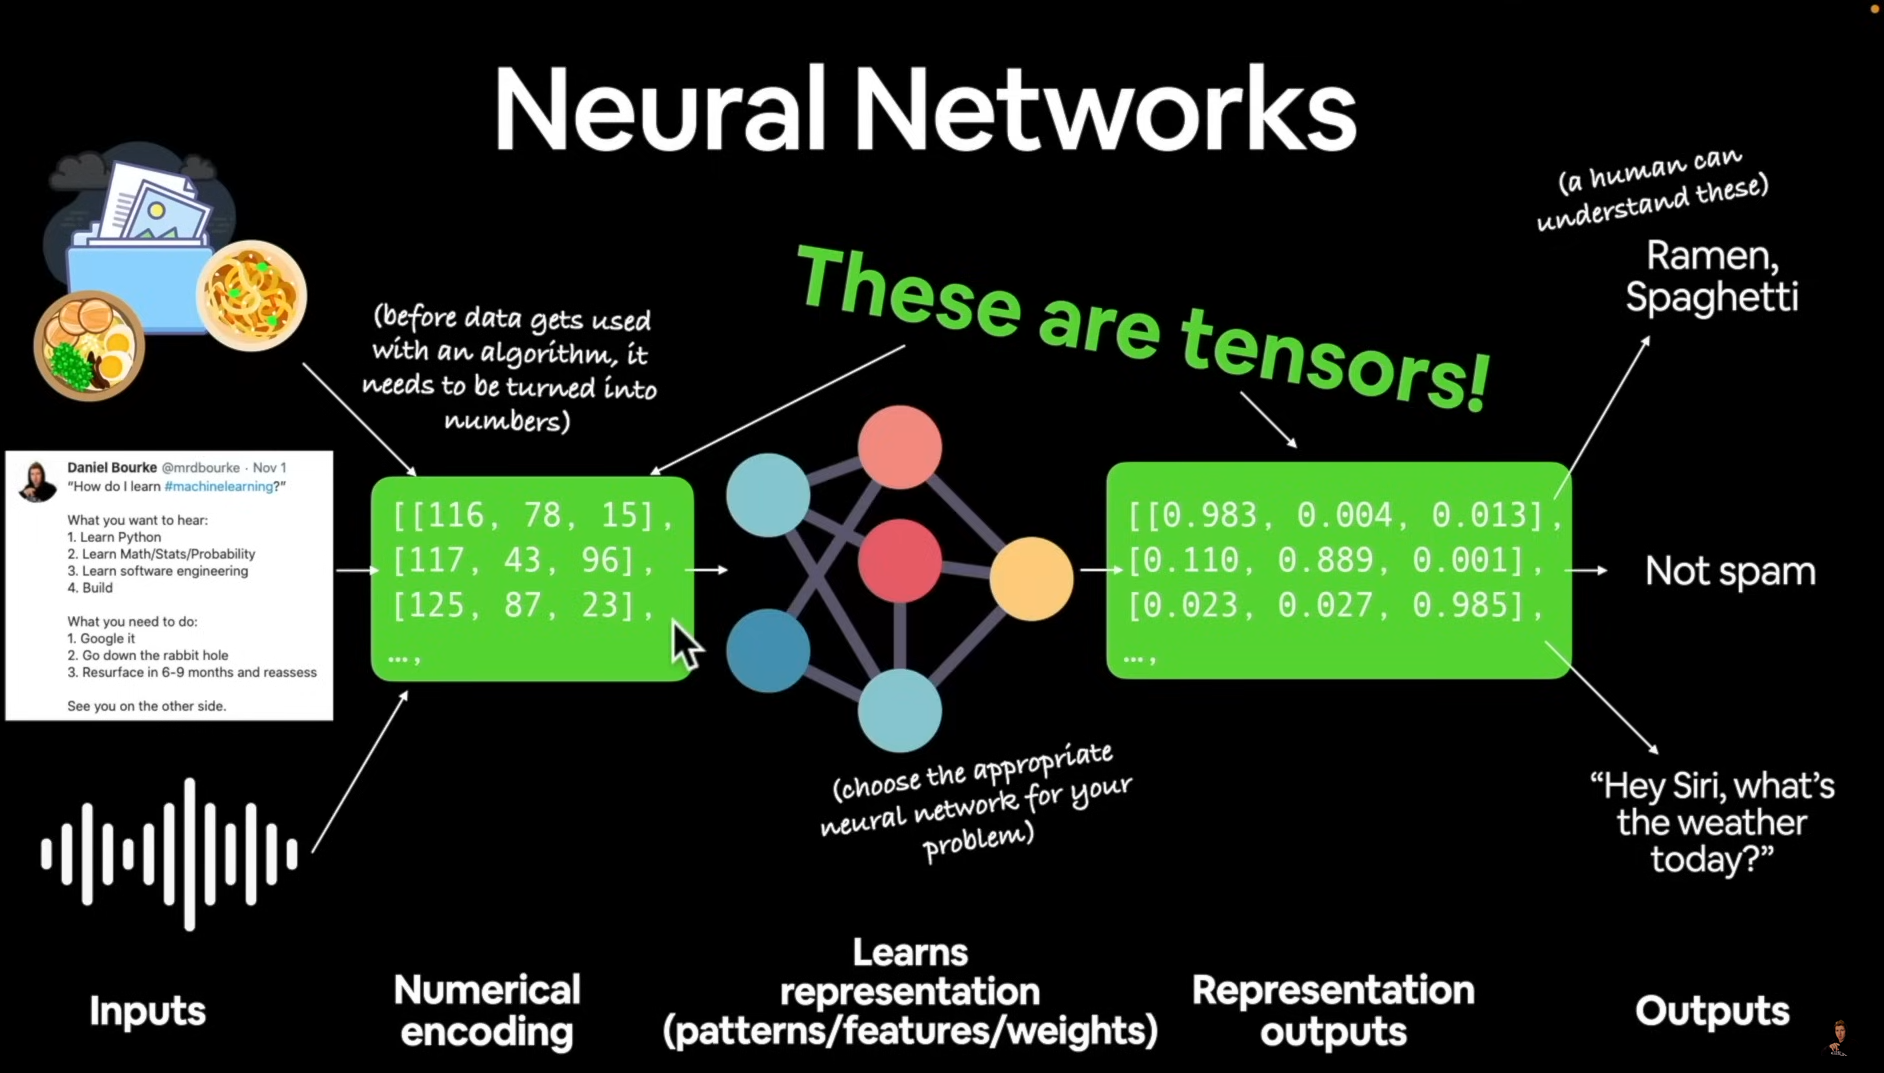 Neural Networks
(a human can
understand these)
Ramen,
Spaghetti
These are tensors!
(before data gets used
with an algorithm, it
needs to be turned into
numbers)
Daniel Bourke @mrdbourke · Nov 1
“How do I learn #machinelearning?”
What you want to hear:
1. Learn Python
2. Learn Math/Stats/Probability
3. Learn software engineering
4. Build
What you need to do:
1. Google it
2. Go down the rabbit hole
3. Resurface in 6-9 months and reassess
See you on the other side.
[[116, 78, 15],
[117, 43, 96],
[125, 87, 23],
…,
[[0.983, 0.004, 0.013],
[0.110, 0.889, 0.001],
[0.023, 0.027, 0.985],
…,
Not spam
(choose the appropriate
neural network for your
problem)
“Hey Siri, what’s
the weather
today?”
Inputs
Numerical
encoding
Learns
representation
(patterns/features/weights)
Representation
outputs
Outputs